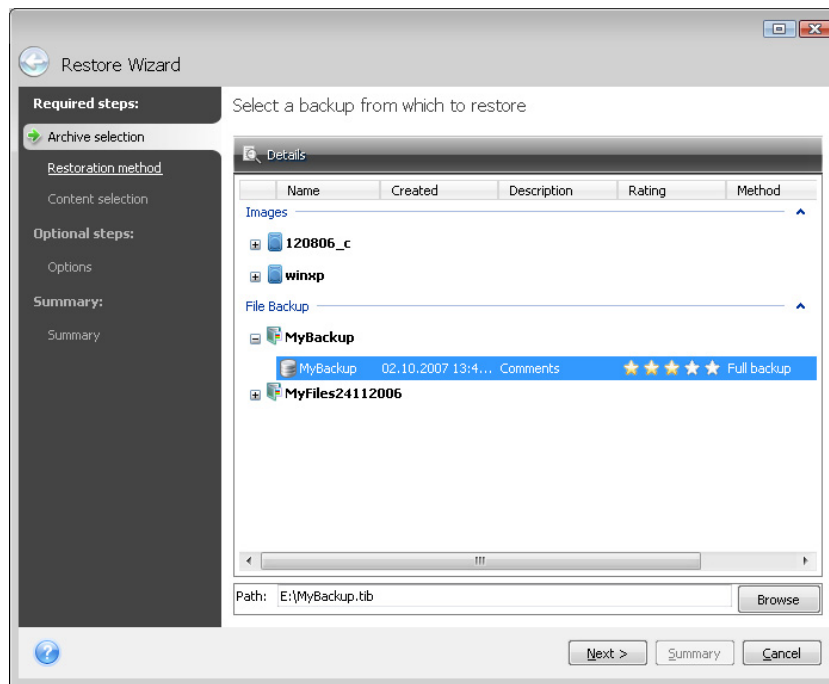 Restore Wizard
Required steps:
Archive selection
Restoration method
Content selection
Optional steps:
Options
Summary:
Summary
Select a backup from which to restore
Details
Name Created Description Rating Method
Images
120806_c
winxp
File Backup
MyBackup
MyBackup 02.10.2007 13:4... Comments Full backup
MyFiles24112006
Path: E:\MyBackup.tib Browse
Next > Summary Cancel